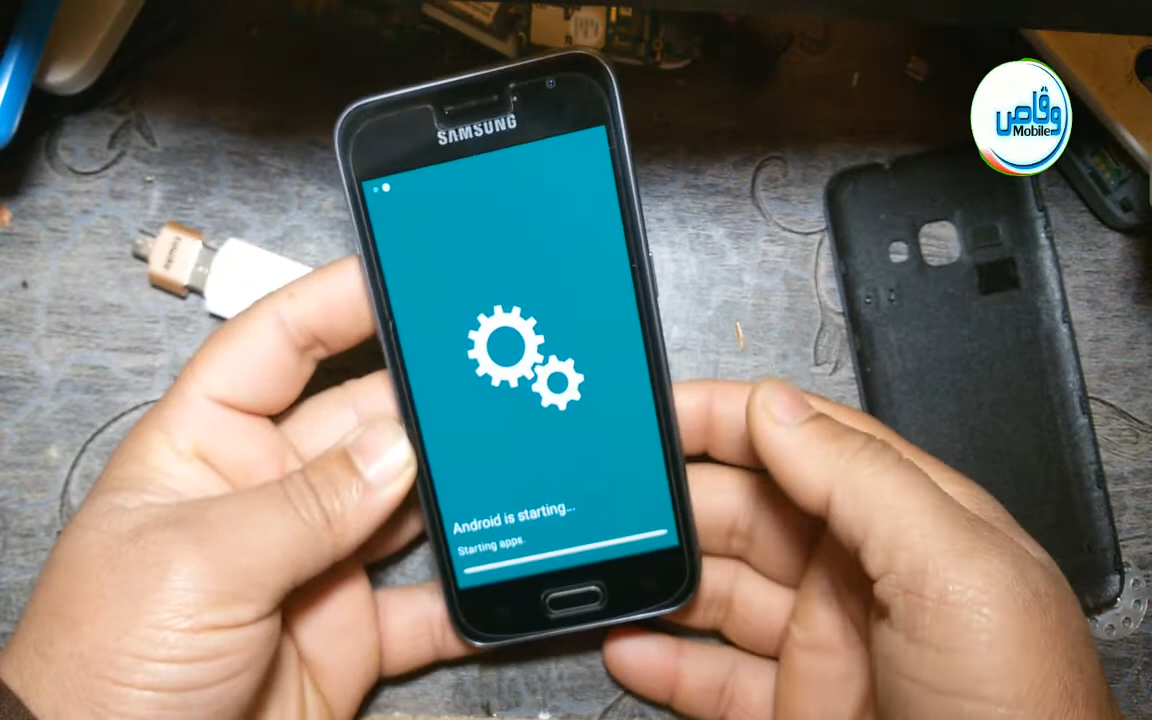 وقاص
Mobile
SAMSUNG
Android is starting...
Starting apps.